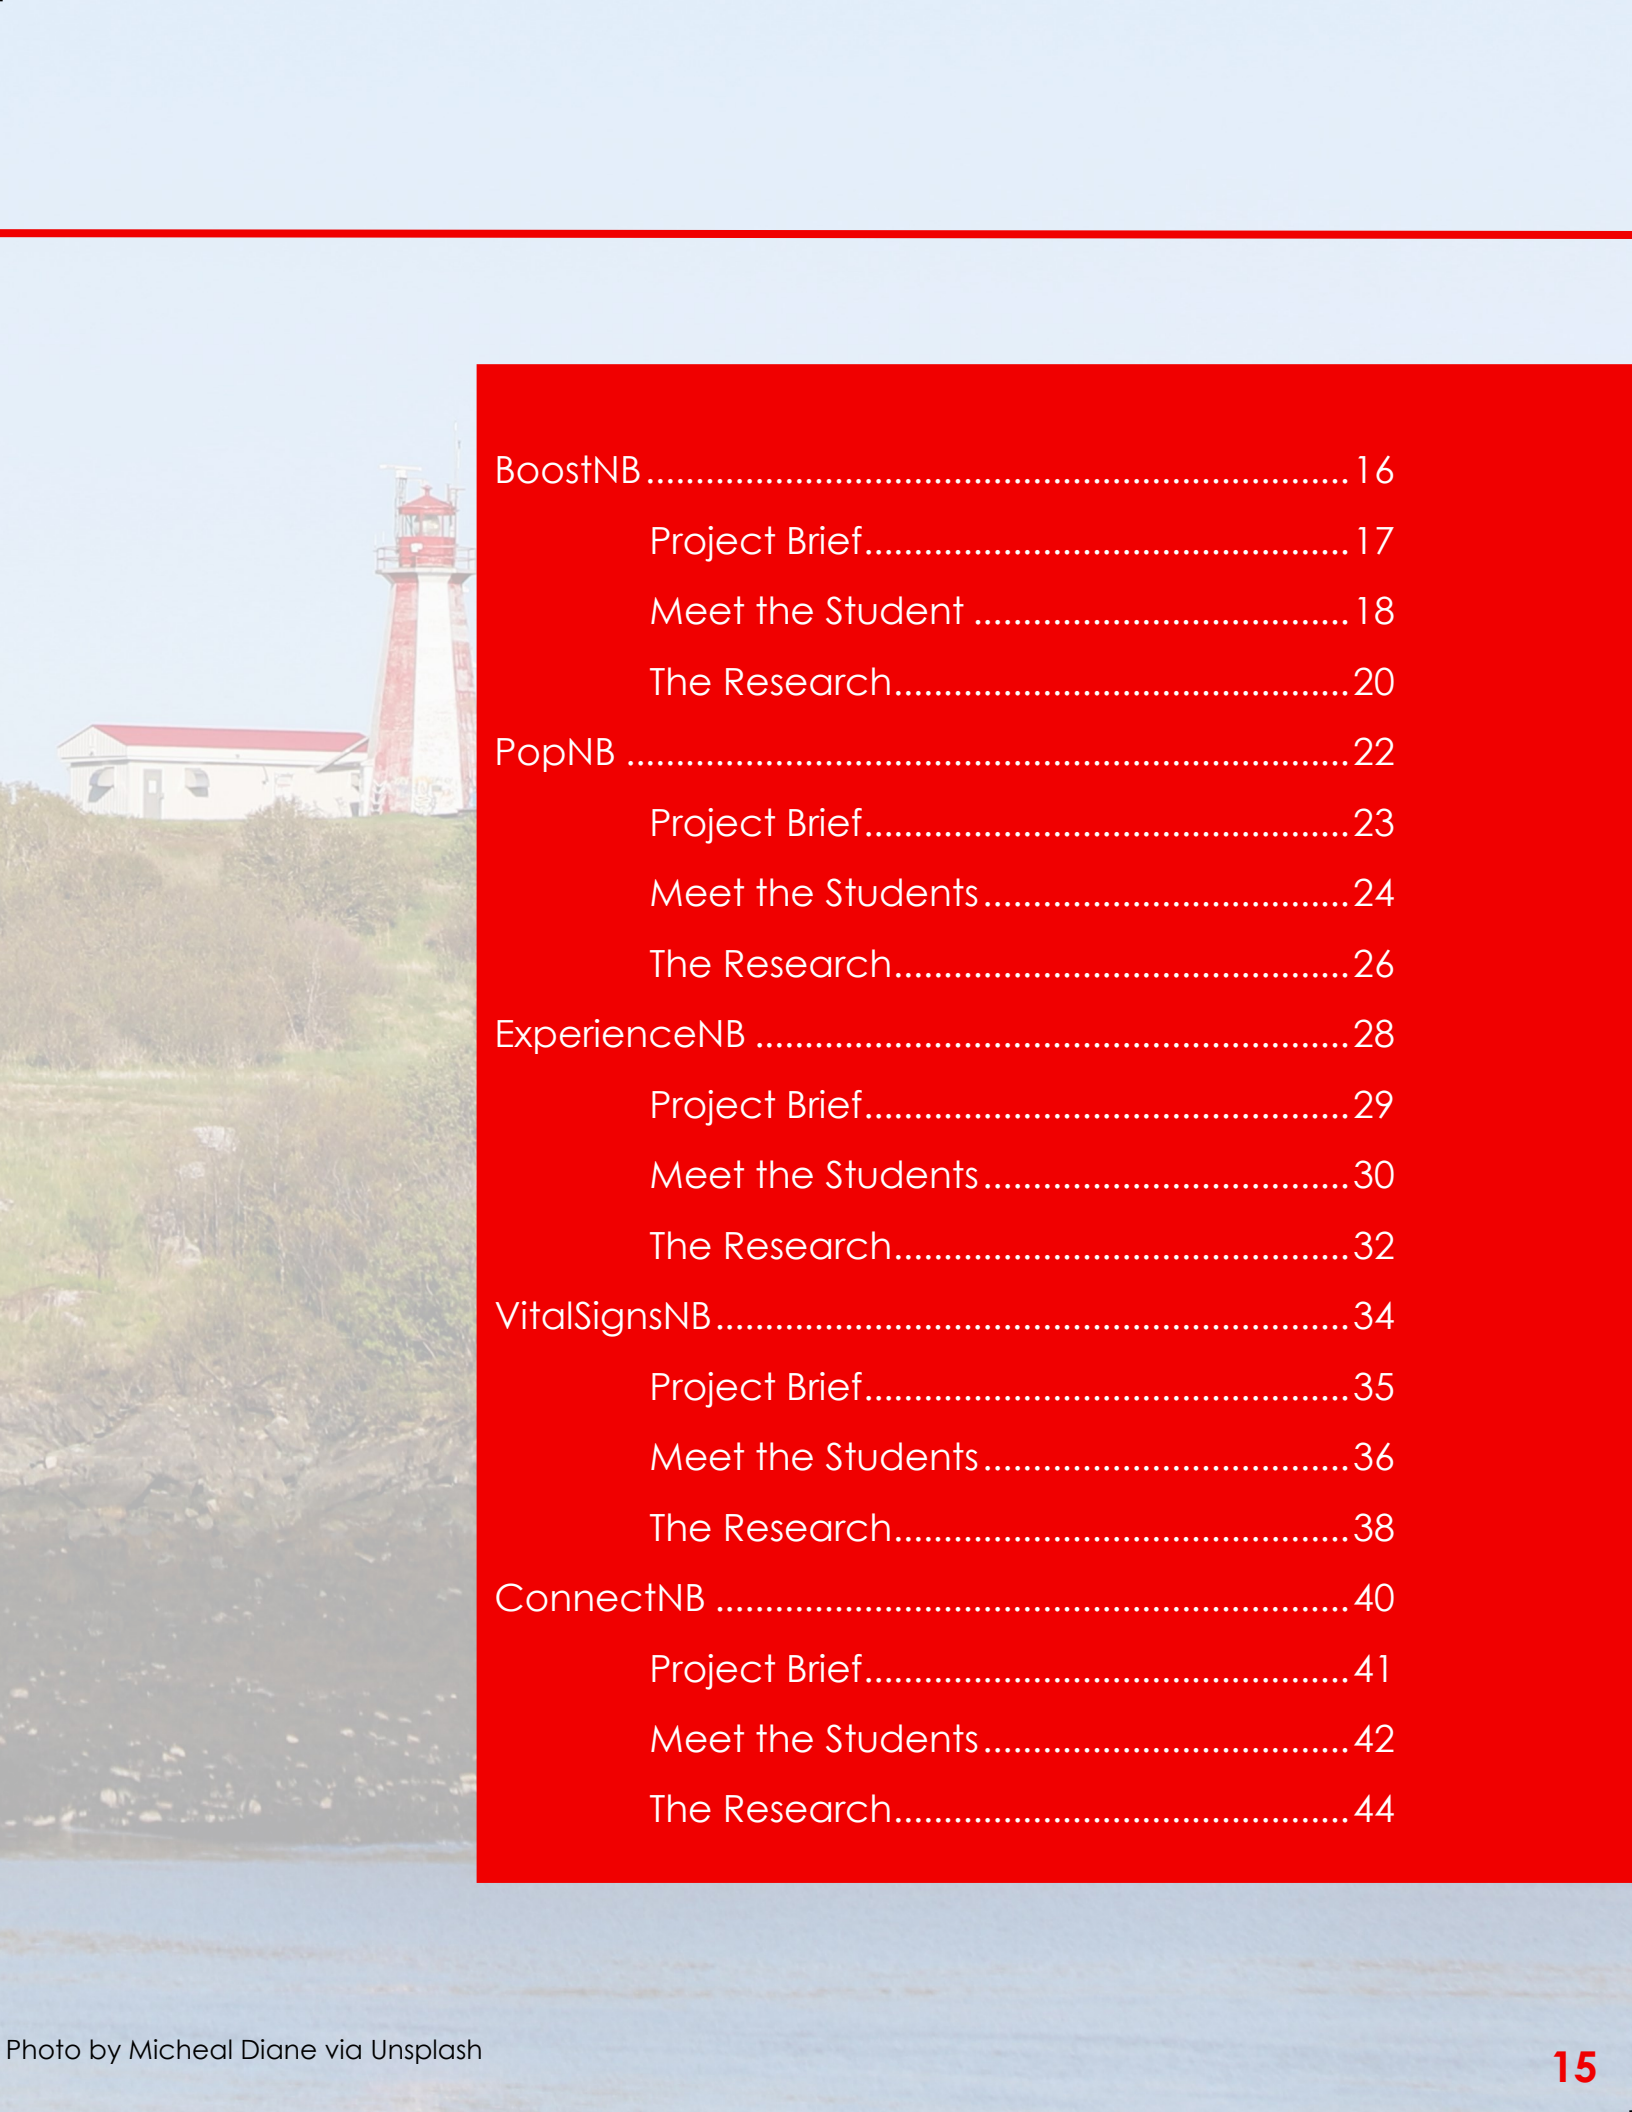 BoostNB......................................................................16
Project Brief................................................17
Meet the Student .....................................18
The Research.............................................20
PopNB ........................................................................22
Project Brief................................................23
Meet the Students....................................24
The Research.............................................26
ExperienceNB ...........................................................28
Project Brief................................................29
Meet the Students....................................30
The Research.............................................32
VitalSignsNB...............................................................34
Project Brief................................................35
Meet the Students....................................36
The Research.............................................38
ConnectNB ...............................................................40
Project Brief................................................41
Meet the Students....................................42
The Research.............................................44
Photo by Micheal Diane via Unsplash
15